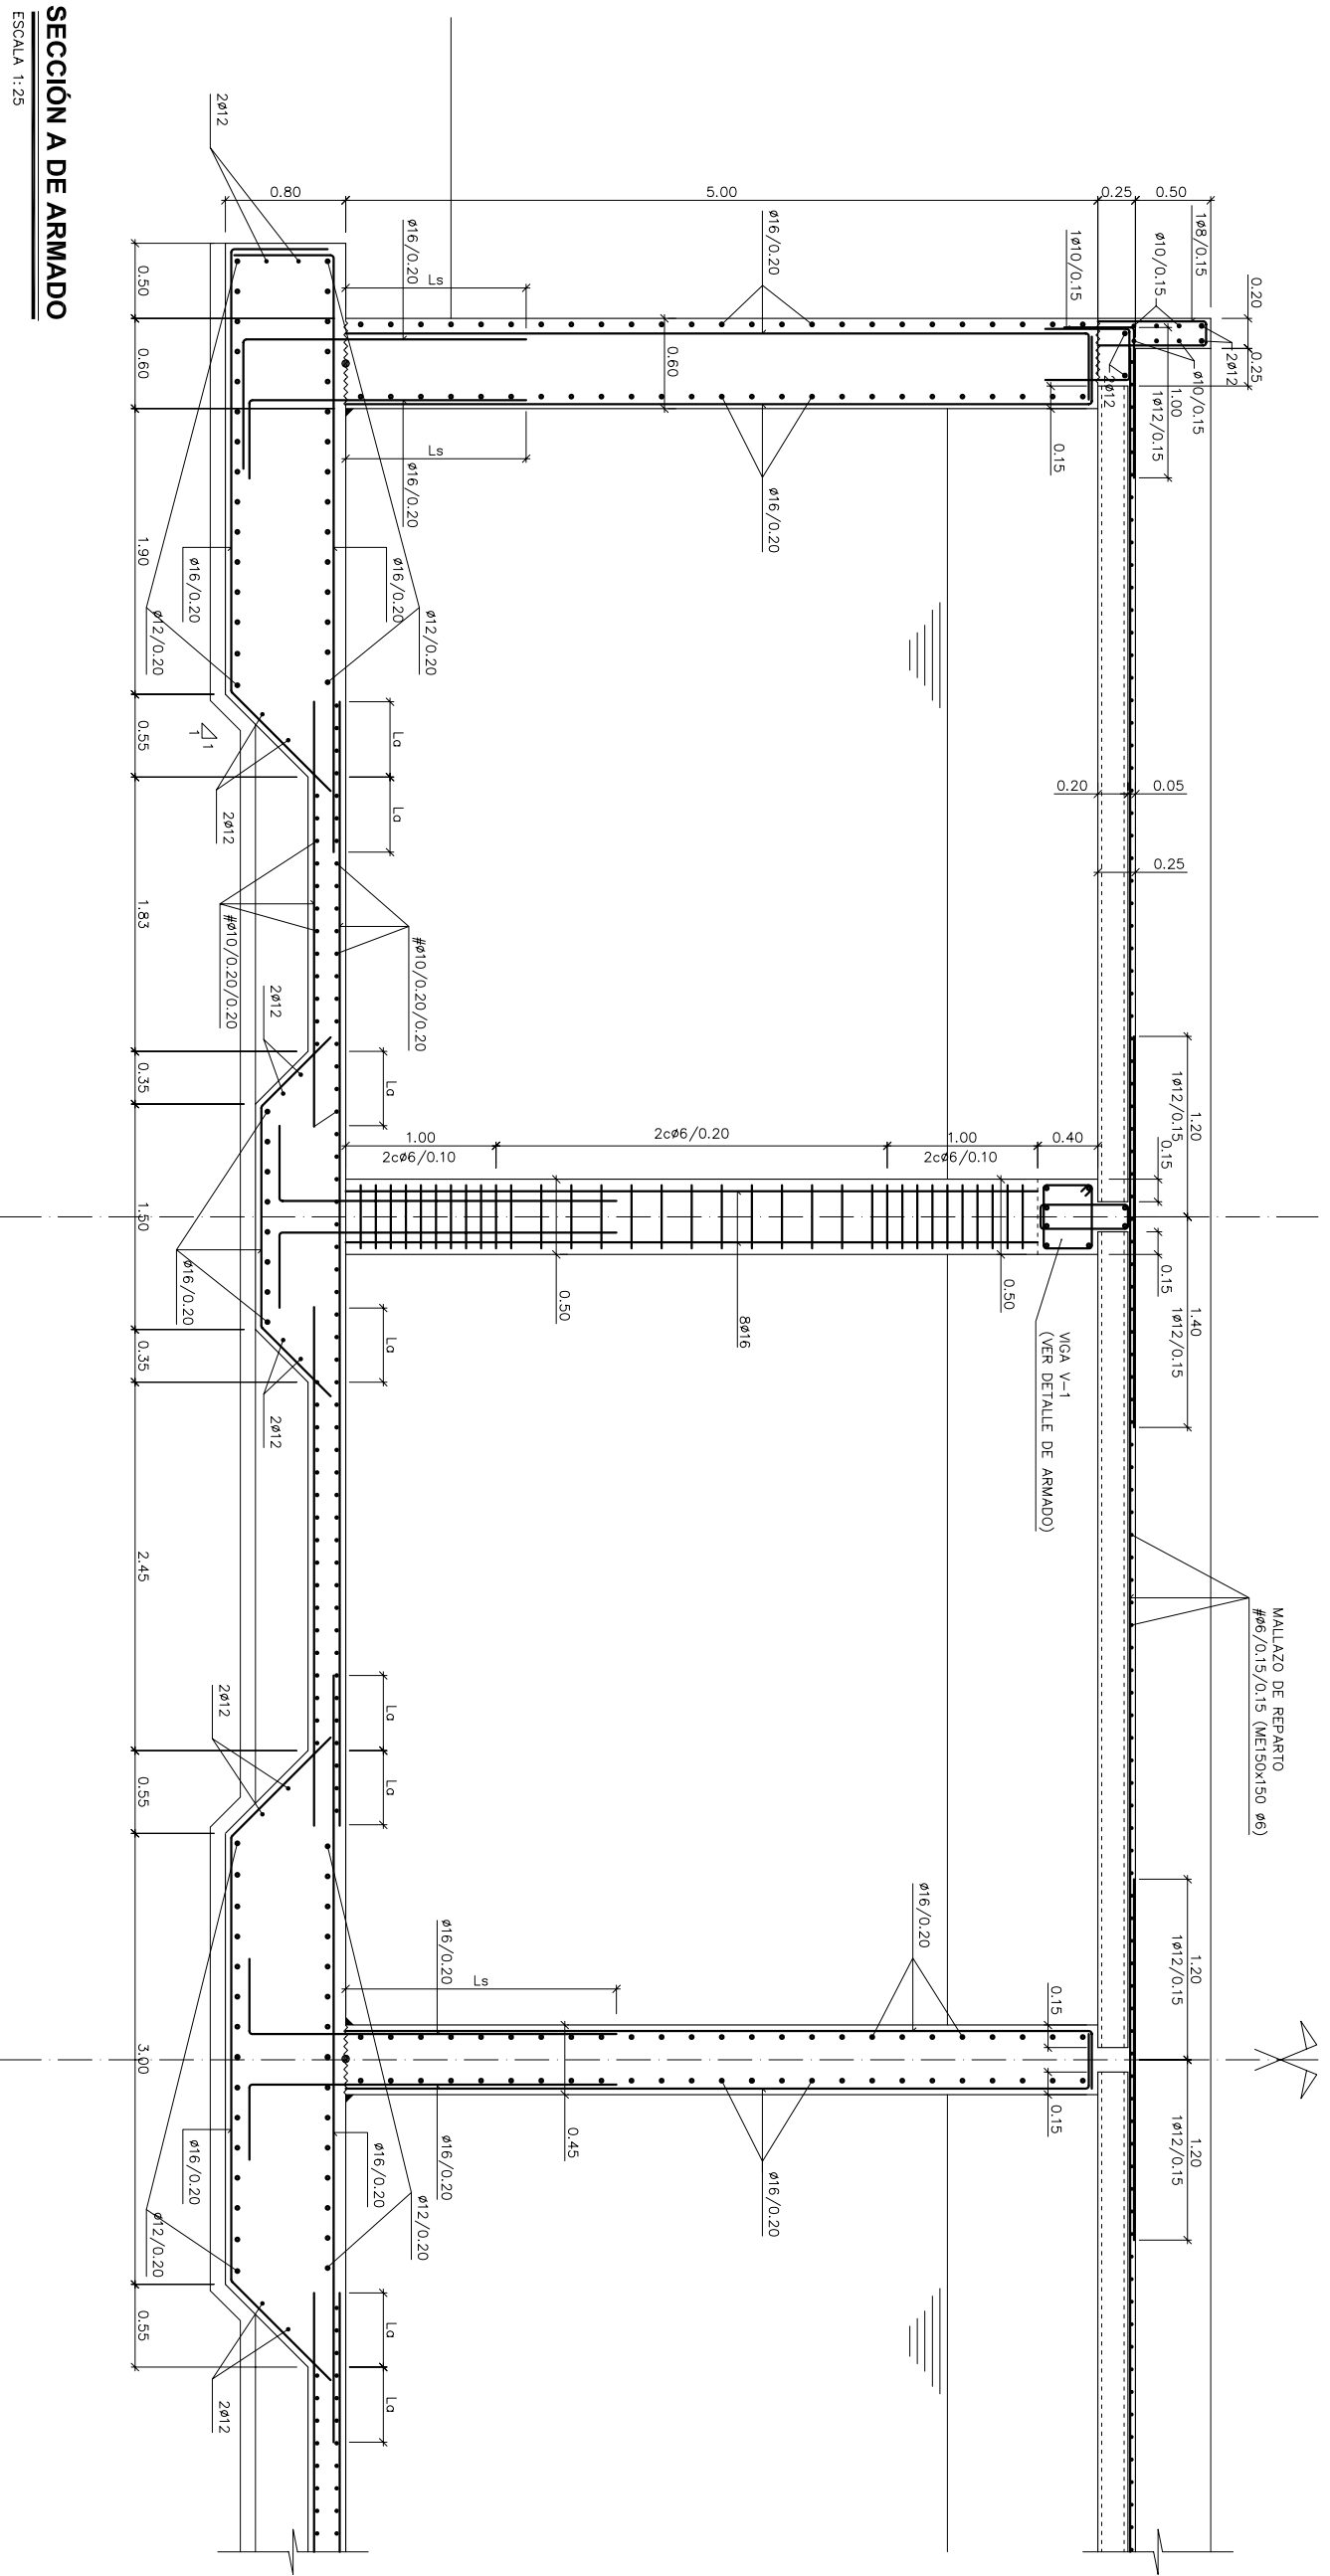 MALLAZO DE REPARTO
#ø6/0.15/0.15 (ME150x150 ø6)
0.20
0.25
2ø12
1ø8/0.15
ø10/0.15
ø10/0.15
1.00
1ø12/0.15
0.50
0.25
1.20
1ø12/0.15
0.15
0.15
1.40
1ø12/0.15
1.20
1ø12/0.15
1.20
1ø12/0.15
0.05
0.20
0.25
2ø12
1ø10/0.15
0.15
0.40
VIGA V-1
(VER DETALLE DE ARMADO)
0.15
0.15
1.00
2cø6/0.10
0.50
ø16/0.20
ø16/0.20
ø16/0.20
ø16/0.20
5.00
2cø6/0.20
8ø16
0.60
0.50
0.45
Ls
Ls
Ls
ø16/0.20
ø16/0.20
1.00
2cø6/0.10
ø16/0.20
ø16/0.20
ø12/0.20
ø16/0.20
La
La
#ø10/0.20/0.20
La
La
La
La
ø12/0.20
ø16/0.20
La
La
0.80
2ø12
ø16/0.20
ø12/0.20
1
1
2ø12
#ø10/0.20/0.20
2ø12
ø16/0.20
2ø12
2ø12
ø16/0.20
ø12/0.20
2ø12
0.50
0.60
1.90
0.55
1.83
0.35
1.50
0.35
2.45
0.55
3.00
0.55
SECCIÓN A DE ARMADO
ESCALA 1:25